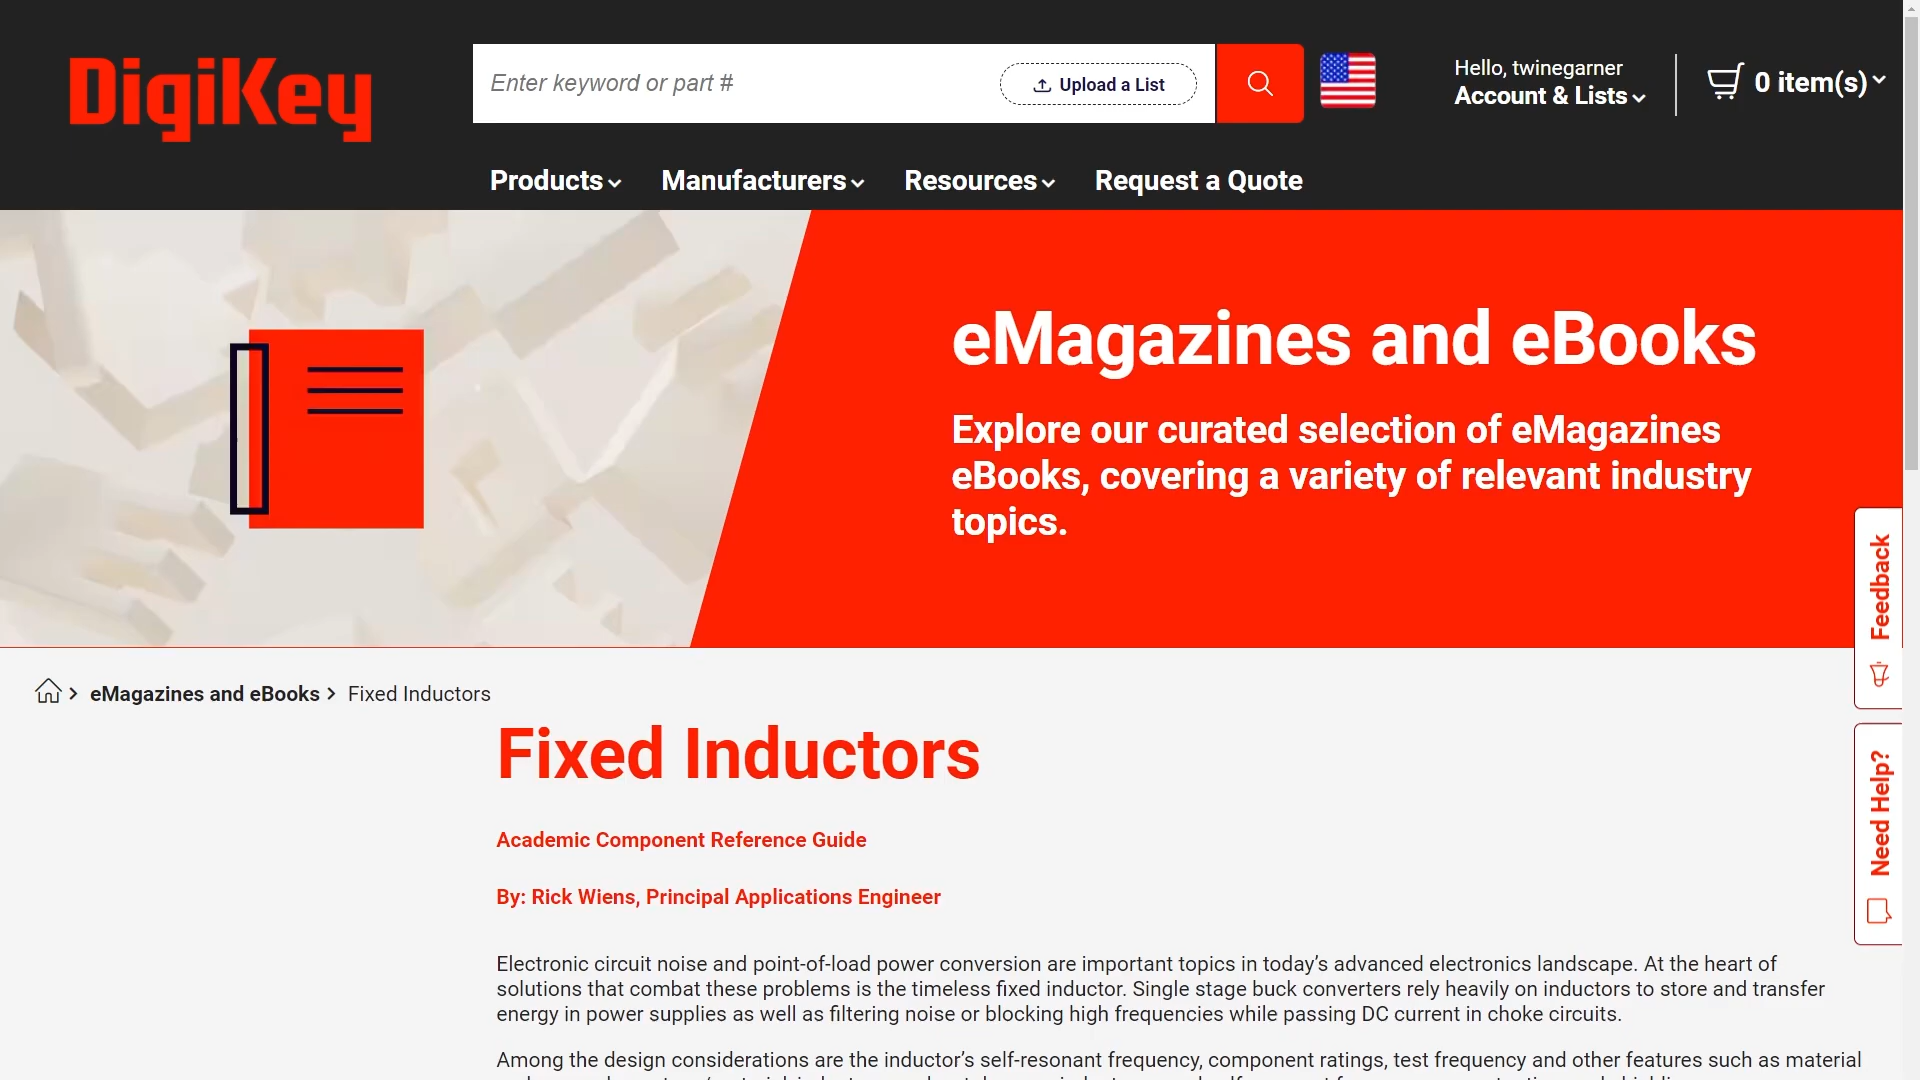 DigiKey
Enter keyword or part #
Upload a List
Hello, twinegarner
Account & Lists
0 item(s)
Products
Manufacturers
Resources
Request a Quote
eMagazines and eBooks
Explore our curated selection of eMagazines
eBooks, covering a variety of relevant industry
topics.
Feedback
Need Help?
eMagazines and eBooks
Fixed Inductors
Fixed Inductors
Academic Component Reference Guide
By: Rick Wiens, Principal Applications Engineer
Electronic circuit noise and point-of-load power conversion are important topics in today’s advanced electronics landscape. At the heart of
solutions that combat these problems is the timeless fixed inductor. Single stage buck converters rely heavily on inductors to store and transfer
energy in power supplies as well as filtering noise or blocking high frequencies while passing DC current in choke circuits.
Among the design considerations are the inductor’s self-resonant frequency, component ratings, test frequency and other features such as material